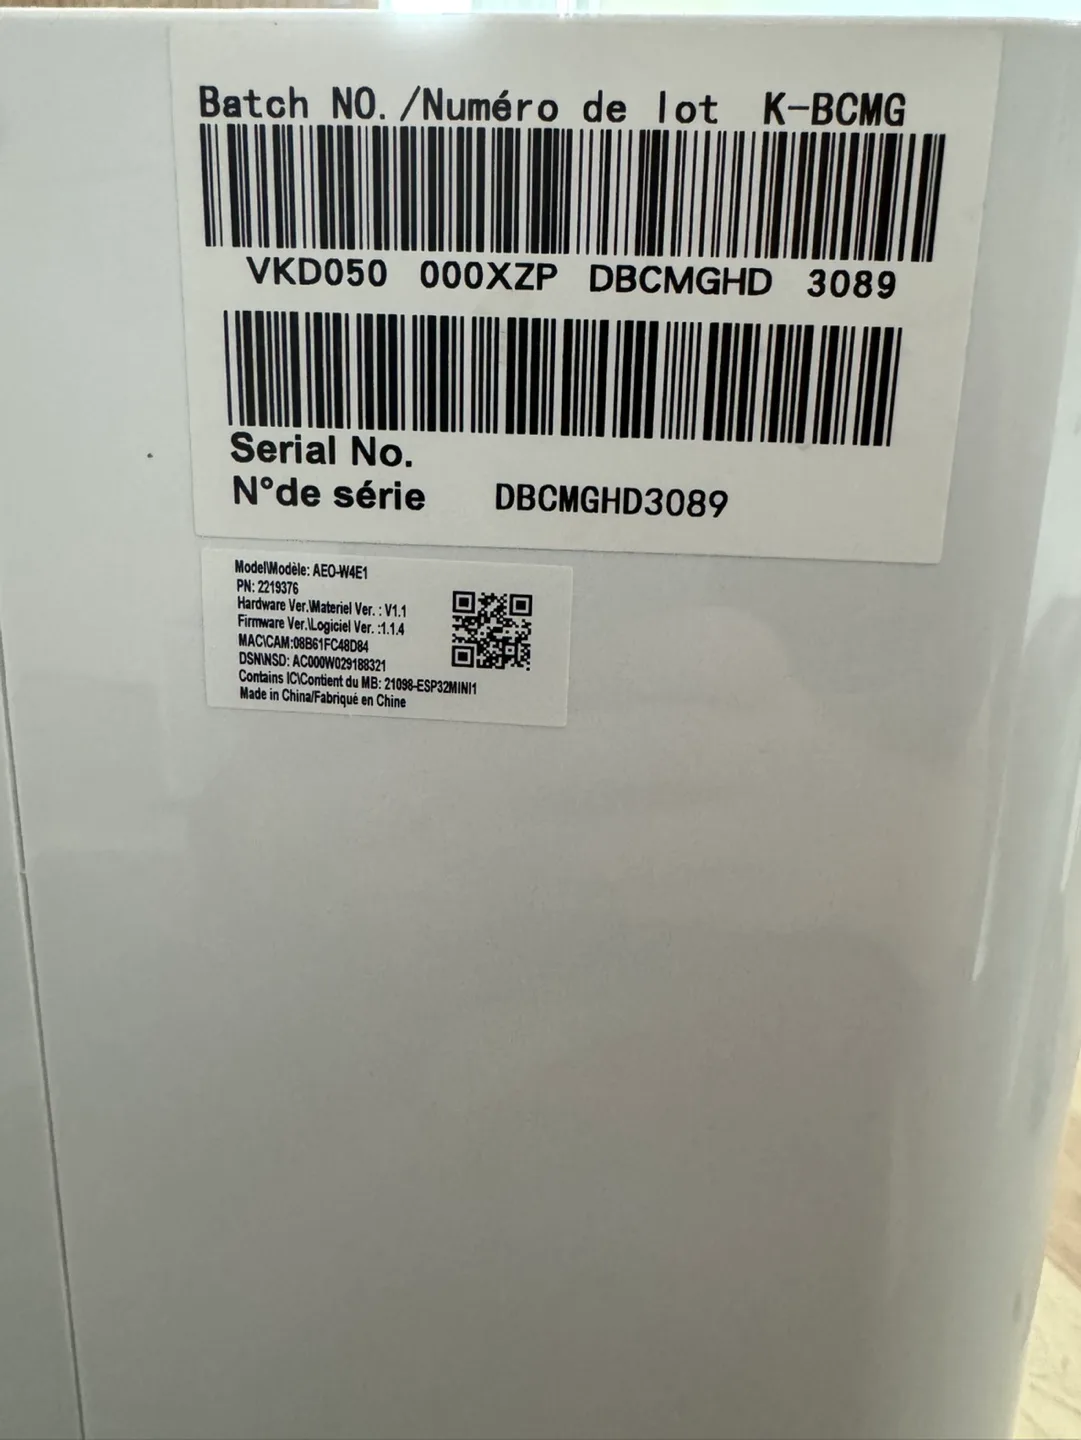 Batch NO./Numéro de lot K-BCMG
VKD050 000XZP DBCMGHD 3089
Serial No.
N°de série DBCMGHD3089
Model\Modèle: AEO-W4E1
PN: 2219376
Hardware Ver.\Materiel Ver. : V1.1
Firmware Ver.\Logiciel Ver. :1.1.4
MAC\CAM:08B61FC48D84
DSN\NSD: AC000W029188321
Contains IC\Contient du MB: 21098-ESP32MINI1
Made in China/Fabriqué en Chine